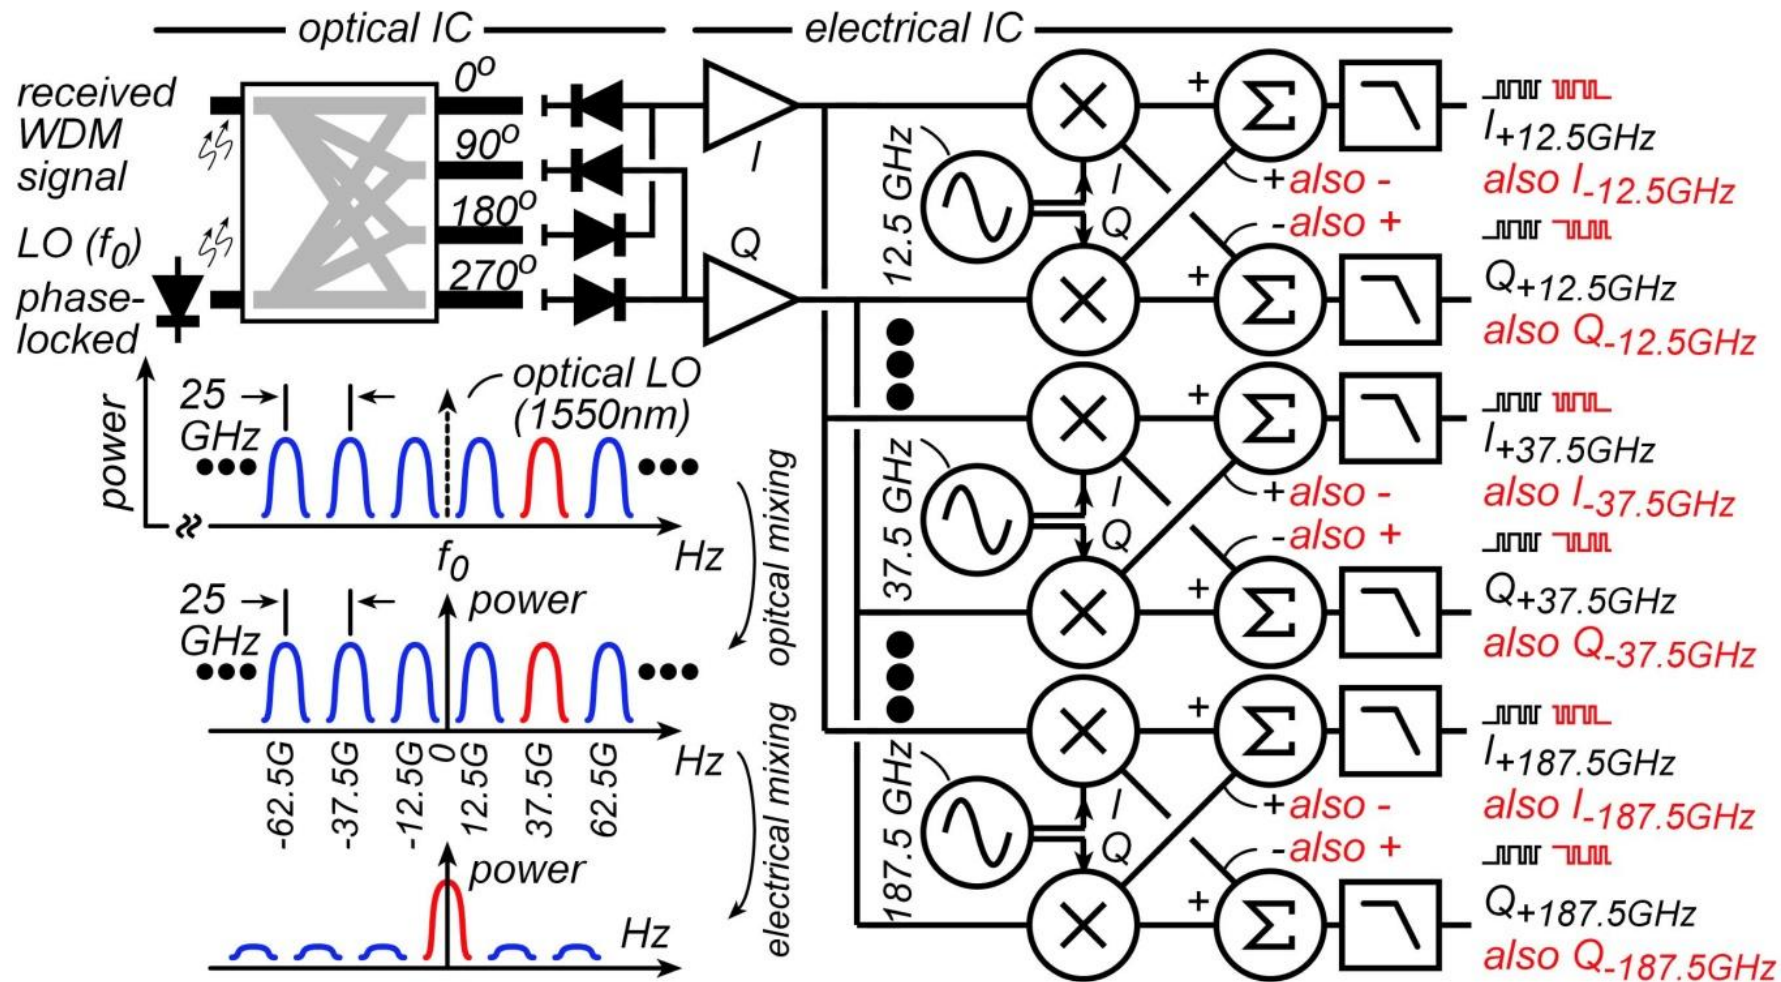 optical IC
electrical IC
received
WDM
signal
LO (f0)
phase-
locked
0o
90o
180o
270o
I
Q
12.5 GHz
I
Q
+
+also -
-also +
+
I+12.5GHz
also I-12.5GHz
Q+12.5GHz
also Q-12.5GHz
37.5 GHz
I
Q
+
+also -
-also +
+
I+37.5GHz
also I-37.5GHz
Q+37.5GHz
also Q-37.5GHz
187.5 GHz
I
Q
+
+also -
-also +
+
I+187.5GHz
also I-187.5GHz
Q+187.5GHz
also Q-187.5GHz
power
25
GHz
optical LO
(1550nm)
f0
Hz
opitcal mixing
25
GHz
power
Hz
-62.5G
-37.5G
-12.5G
0
12.5G
37.5G
62.5G
electrical mixing
power
Hz